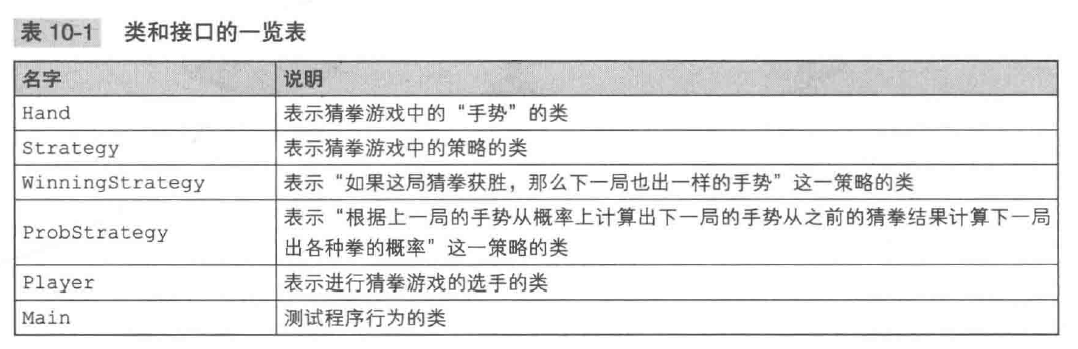 表 10-1 类和接口的一览表
名字 说明
Hand 表示猜拳游戏中的“手势”的类
Strategy 表示猜拳游戏中的策略的类
WinningStrategy 表示“如果这局猜拳获胜，那么下一局也出一样的手势”这一策略的类
ProbStrategy 表示“根据上一局的手势从概率上计算出下一局的手势从之前的猜拳结果计算下一局
出各种拳的概率”这一策略的类
Player 表示进行猜拳游戏的选手的类
Main 测试程序行为的类